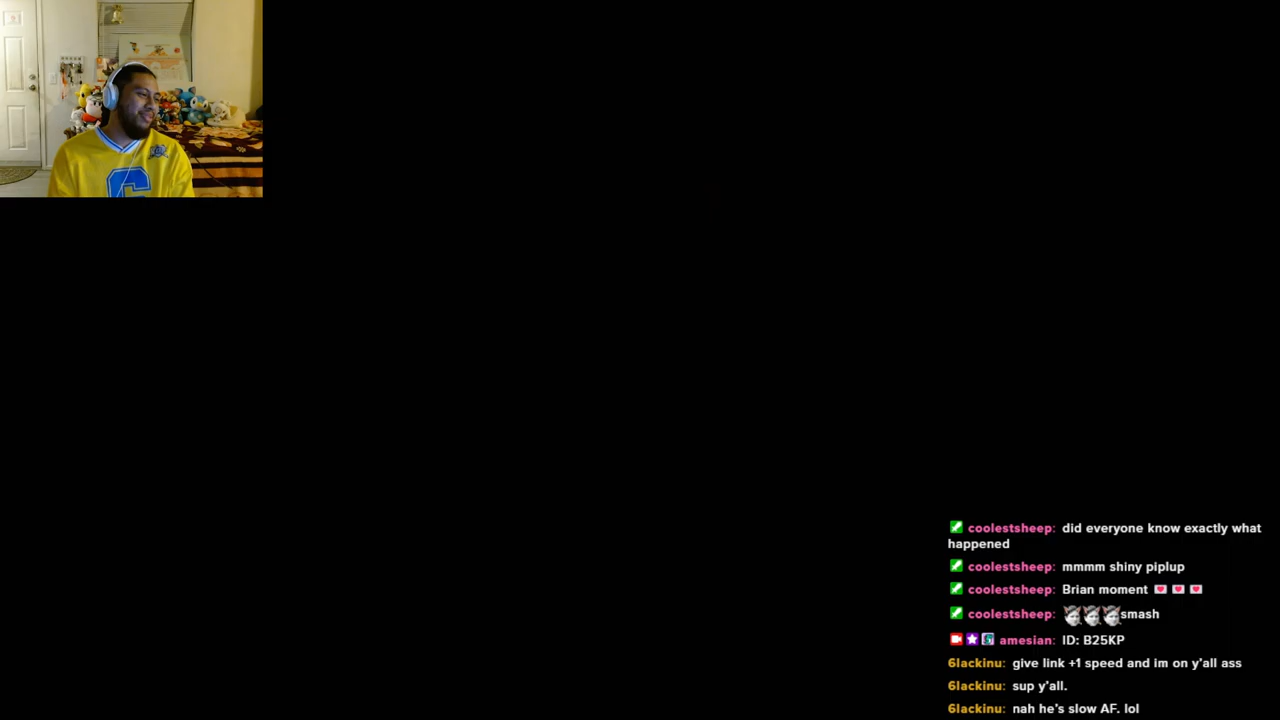 coolestsheep: did everyone know exactly what
happened
coolestsheep: mmmm shiny piplup
coolestsheep: Brian moment
coolestsheep: smash
amesian: ID: B25KP
6lackinu: give link +1 speed and im on y'all ass
6lackinu: sup y'all.
6lackinu: nah he's slow AF. lol